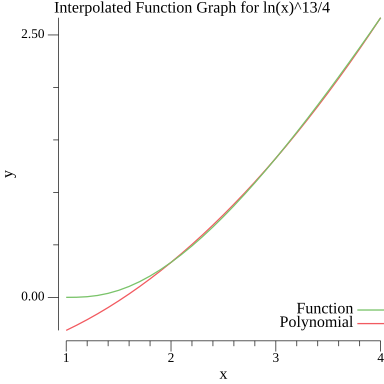 Interpolated Function Graph for ln(x)^13/4
2.50
y
0.00
Function
Polynomial
1 2 3 4
x